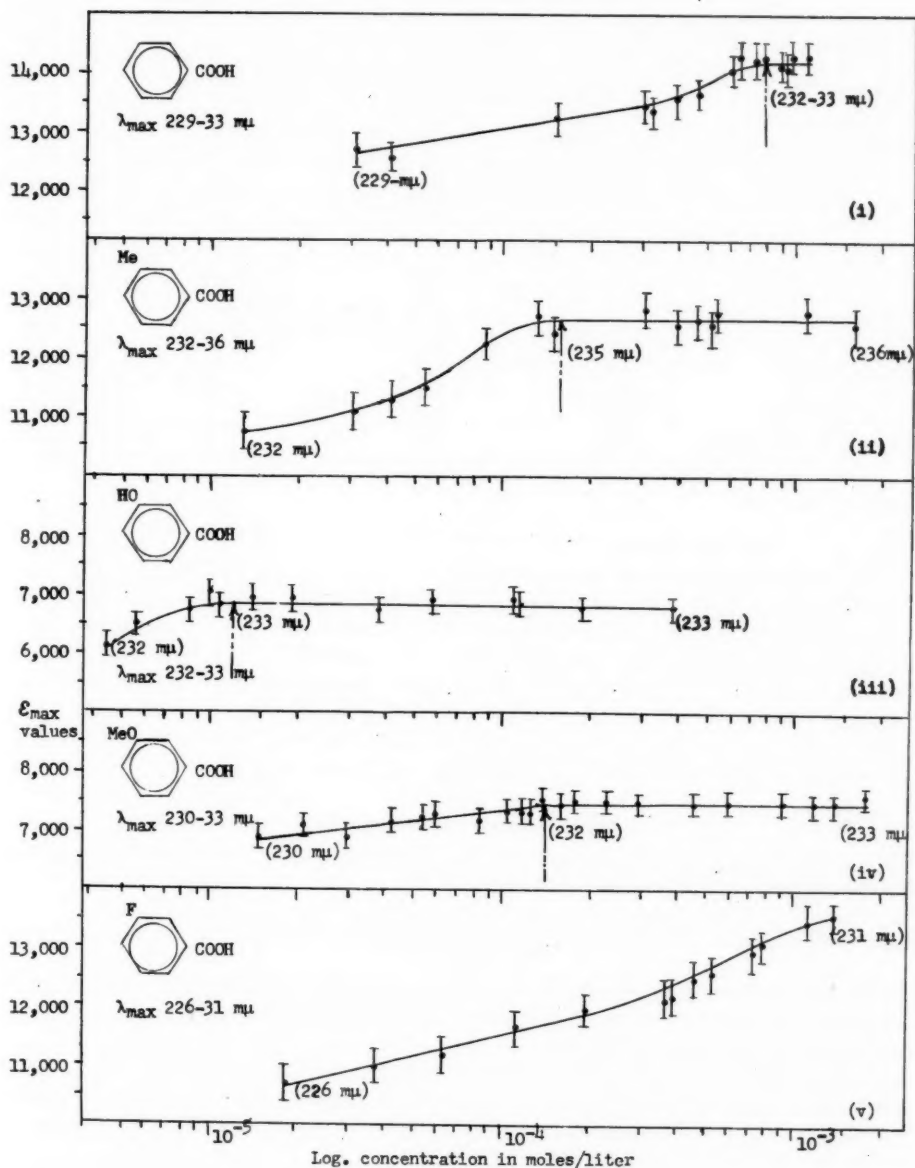 14,000
13,000
12,000
COOH
λmax 229-33 mμ
(229-mμ)
(232-33 mμ)
(i)
Me
13,000
12,000
11,000
COOH
λmax 232-36 mμ
(232 mμ)
(235 mμ)
(236mμ)
(ii)
HO
8,000
7,000
6,000
COOH
(232 mμ)
(233 mμ)
(233 mμ)
λmax 232-33 mμ
(iii)
εmax
values
MeO
8,000
7,000
COOH
λmax 230-33 mμ
(230 mμ)
(232 mμ)
(233 mμ
(iv)
F
13,000
12,000
11,000
COOH
λmax 226-31 mμ
(226 mμ)
(231 mμ)
(v)
10⁻⁵
10⁻⁴
10⁻³
Log. concentration in moles/liter